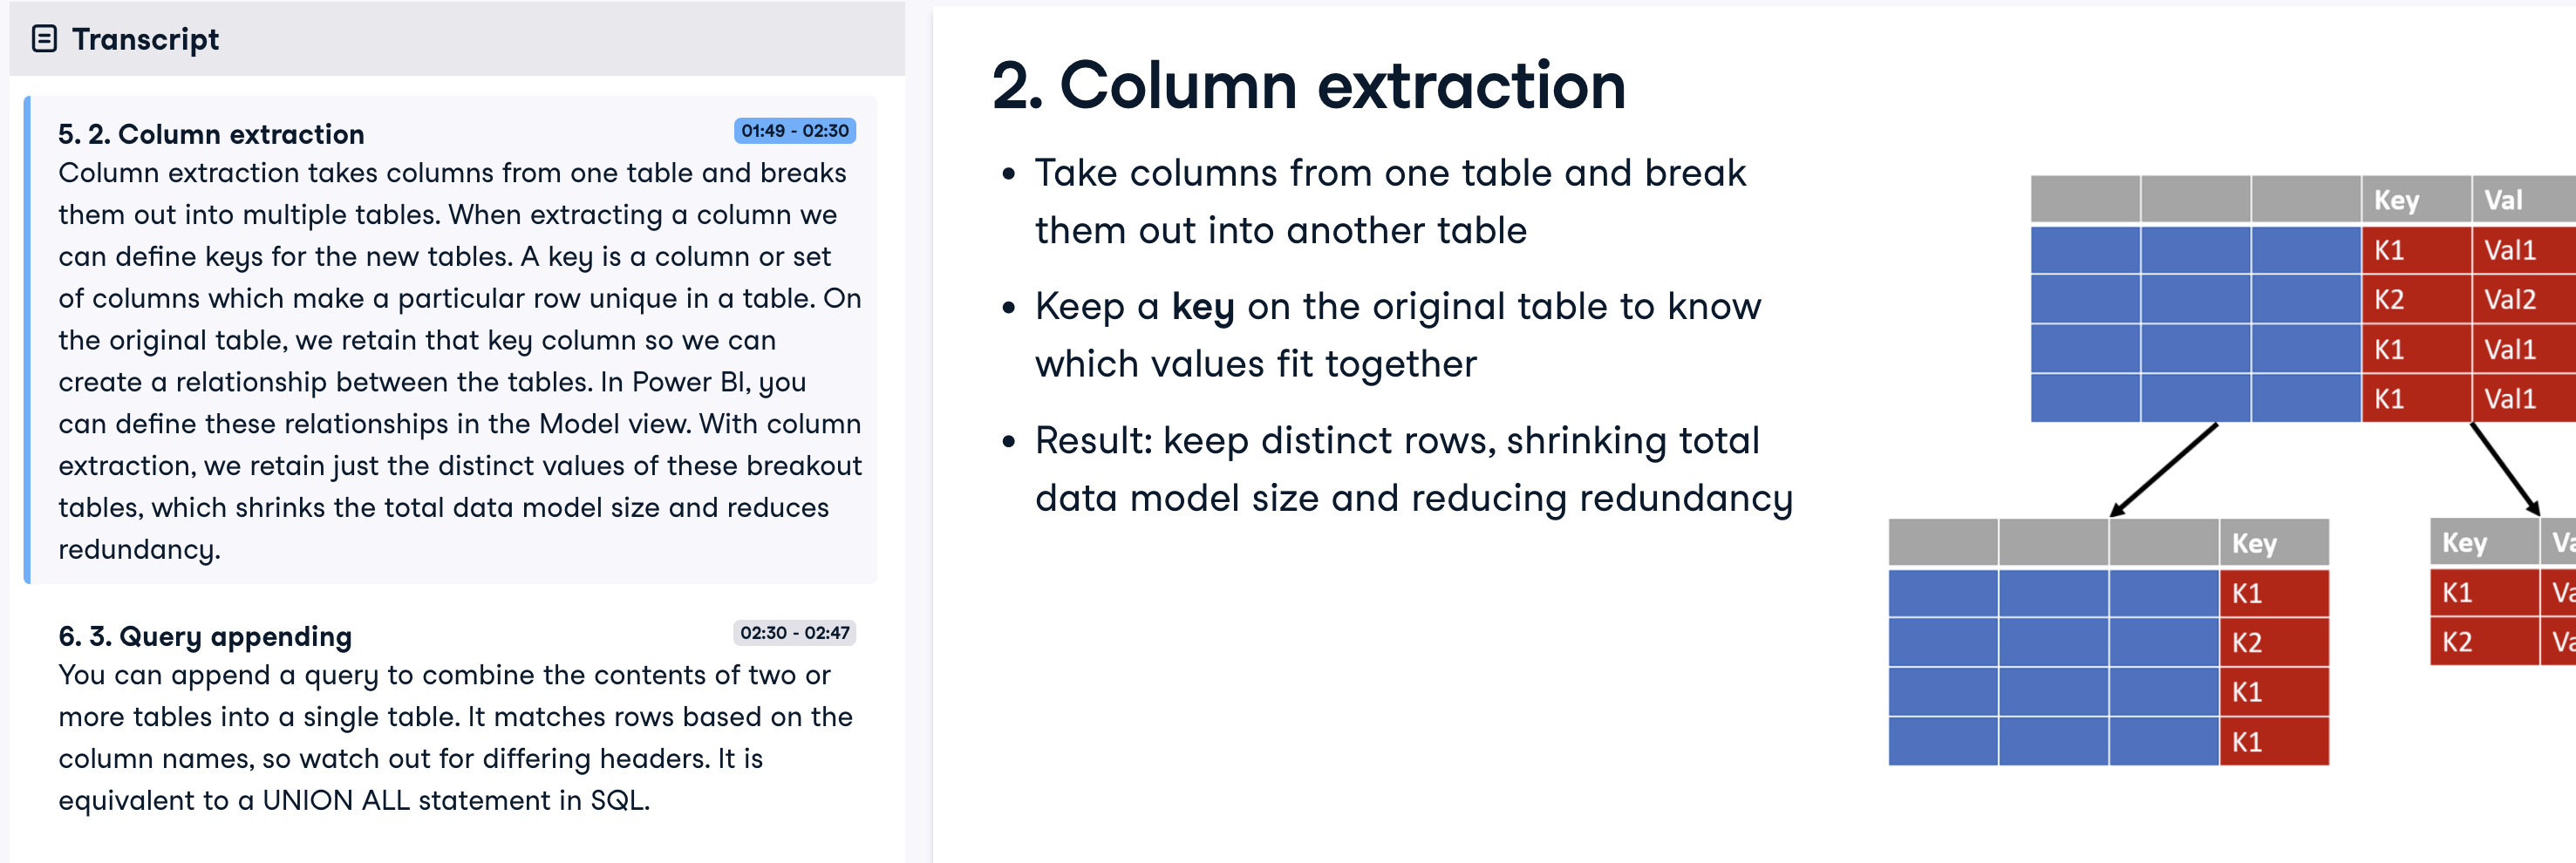 Transcript
5. 2. Column extraction
01:49 - 02:30
Column extraction takes columns from one table and breaks
them out into multiple tables. When extracting a column we
can define keys for the new tables. A key is a column or set
of columns which make a particular row unique in a table. On
the original table, we retain that key column so we can
create a relationship between the tables. In Power BI, you
can define these relationships in the Model view. With column
extraction, we retain just the distinct values of these breakout
tables, which shrinks the total data model size and reduces
redundancy.
6. 3. Query appending
02:30 - 02:47
You can append a query to combine the contents of two or
more tables into a single table. It matches rows based on the
column names, so watch out for differing headers. It is
equivalent to a UNION ALL statement in SQL.
2. Column extraction
• Take columns from one table and break
them out into another table
• Keep a key on the original table to know
which values fit together
• Result: keep distinct rows, shrinking total
data model size and reducing redundancy
Key Val
K1 Val1
K2 Val2
K1 Val1
K1 Val1
Key
K1
K2
K1
K1
Key
K1
K2